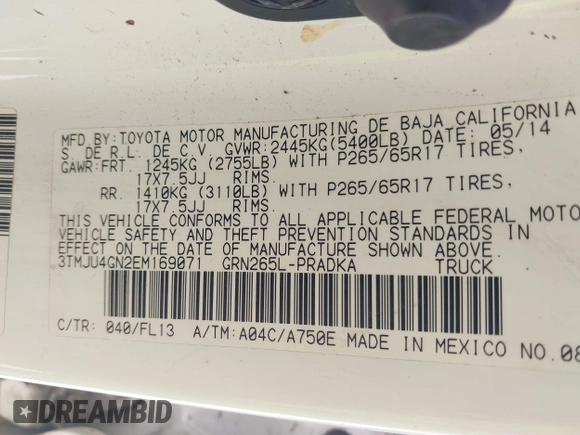 MFD BY:TOYOTA MOTOR MANUFACTURING DE BAJA CALIFORNIA
S. DE R.L. DE C.V. GVWR:2445KG(5400LB) DATE: 05/14
GAWR:FRT. 1245KG (2755LB) WITH P265/65R17 TIRES,
17X7.5JJ RIMS.
RR. 1410KG (3110LB) WITH P265/65R17 TIRES,
17X7.5JJ RIMS.
THIS VEHICLE CONFORMS TO ALL APPLICABLE FEDERAL MOTO
VEHICLE SAFETY AND THEFT PREVENTION STANDARDS IN
EFFECT ON THE DATE OF MANUFACTURE SHOWN ABOVE.
3TMJU4GN2EM169071 GRN265L-PRADKA TRUCK
C/TR: 040/FL13 A/TM:A04C/A750E MADE IN MEXICO NO.08
DREAMBID